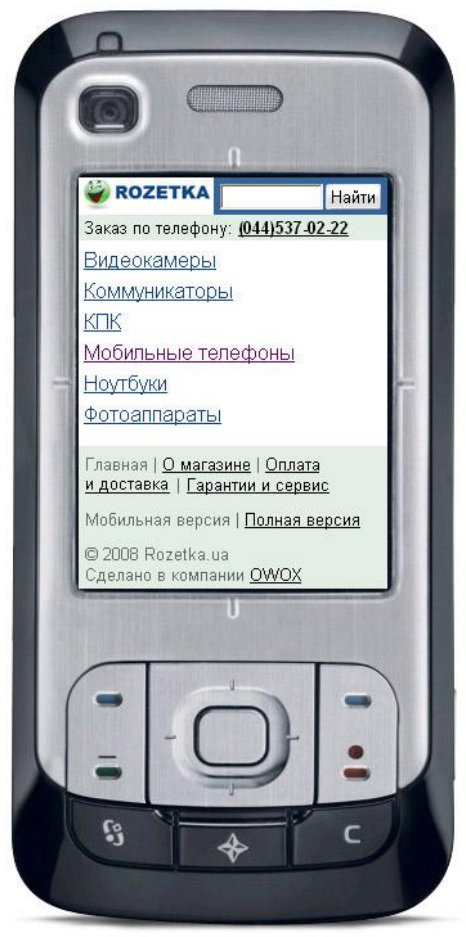 ROZETKA
Найти
Заказ по телефону: (044)537-02-22
Видеокамеры
Коммуникаторы
КПК
Мобильные телефоны
Ноутбуки
Фотоаппараты
Главная | О магазине | Оплата
и доставка | Гарантии и сервис
Мобильная версия | Полная версия
© 2008 Rozetka.ua
Сделано в компании OWOX
C